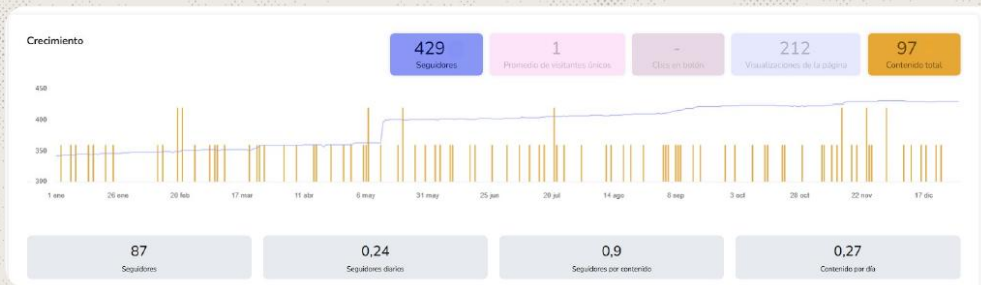 Crecimiento
429
Seguidores
1
Promedio de visitantes únicos
-
Clics en botón
212
Visualizaciones de la página
97
Contenido total
450
400
350
300
1 ene
26 ene
20 feb
17 mar
11 abr
6 may
31 may
25 jun
20 jul
14 ago
8 sep
3 oct
28 oct
22 nov
17 dic
87
Seguidores
0,24
Seguidores diarios
0,9
Seguidores por contenido
0,27
Contenido por día